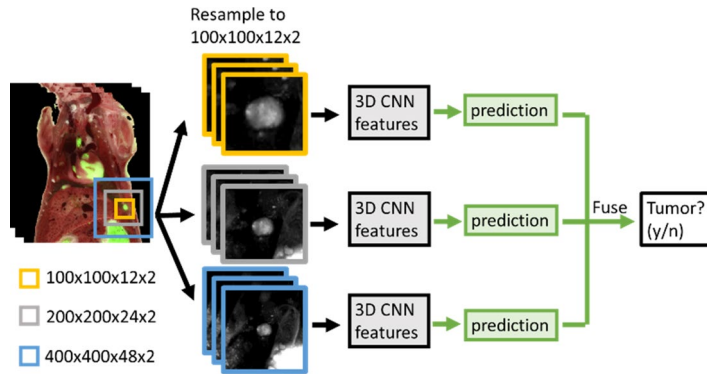 Resample to
100x100x12x2
3D CNN
features
prediction
3D CNN
features
prediction
Fuse
Tumor?
(y/n)
3D CNN
features
prediction
100x100x12x2
200x200x24x2
400x400x48x2